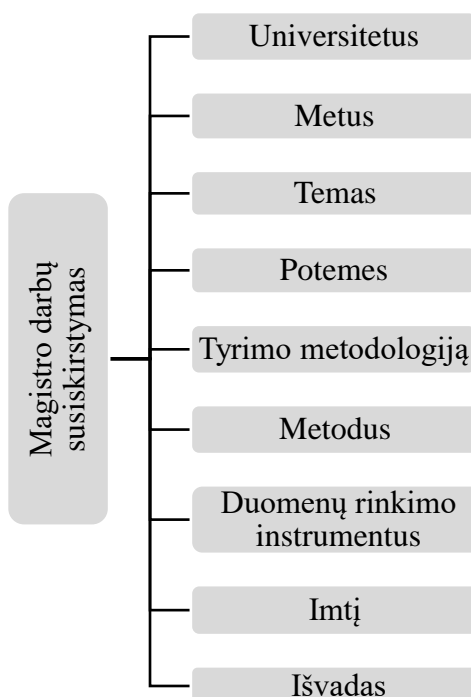 Magistro darbų
susiskirstymas
Universitetus
Metus
Temas
Potemes
Tyrimo metodologiją
Metodus
Duomenų rinkimo
instrumentus
Imtį
Išvadas